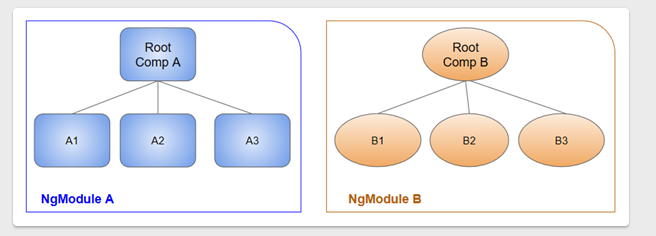 Root
Comp A
A1
A2
A3
NgModule A
Root
Comp B
B1
B2
B3
NgModule B